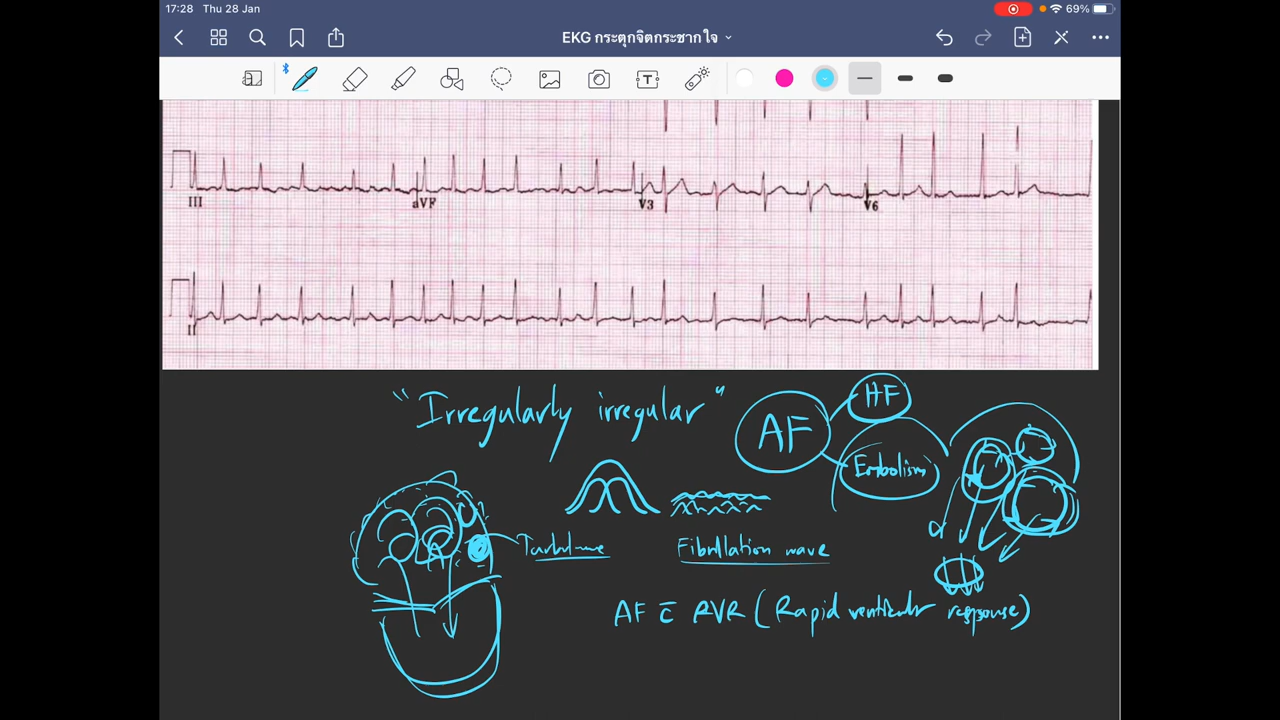 17:28 Thu 28 Jan
69%
EKG กระตุกจิตกระชากใจ
III
aVF
V3
V6
II
"Irregularly irregular"
AF
HF
Embolism
Turbulance
Fibrillation wave
AF c̄ RVR (Rapid venticular response)